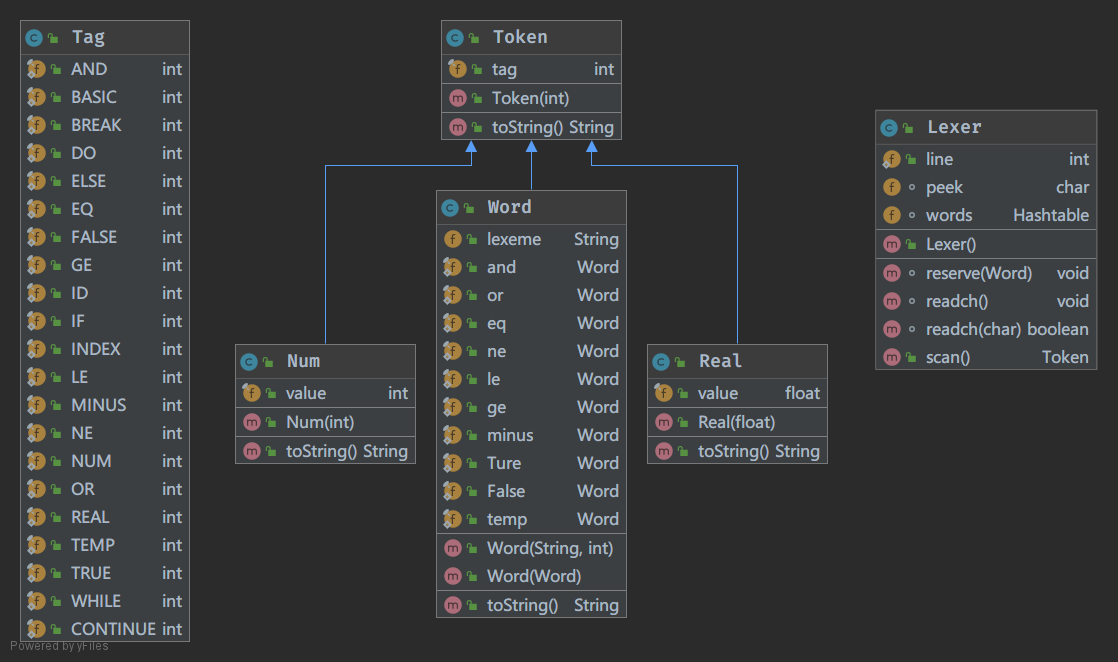 Tag
AND int
BASIC int
BREAK int
DO int
ELSE int
EQ int
FALSE int
GE int
ID int
IF int
INDEX int
LE int
MINUS int
NE int
NUM int
OR int
REAL int
TEMP int
TRUE int
WHILE int
CONTINUE int
Token
tag int
Token(int)
toString() String
Num
value int
Num(int)
toString() String
Word
lexeme String
and Word
or Word
eq Word
ne Word
le Word
ge Word
minus Word
Ture Word
False Word
temp Word
Word(String, int)
Word(Word)
toString() String
Real
value float
Real(float)
toString() String
Lexer
line int
peek char
words Hashtable
Lexer()
reserve(Word) void
readch() void
readch(char) boolean
scan() Token
Powered by yFiles